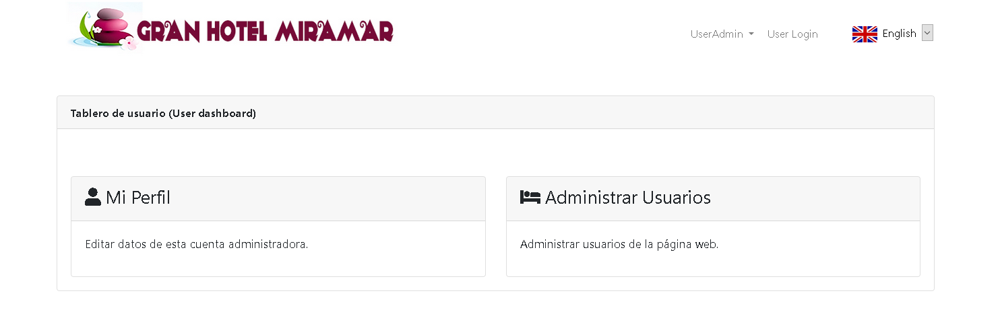 GRAN HOTEL MIRAMAR
UserAdmin User Login English
Tablero de usuario (User dashboard)
Mi Perfil
Administrar Usuarios
Editar datos de esta cuenta administradora.
Administrar usuarios de la página web.